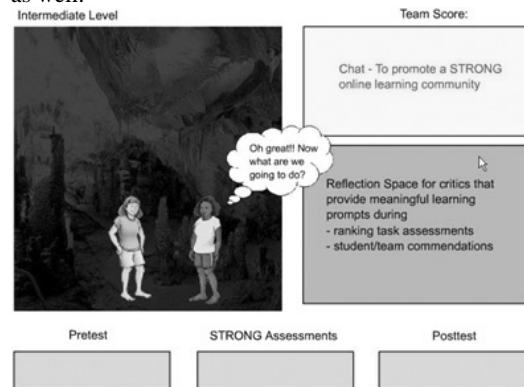 as well.
Intermediate Level
Team Score:
Chat - To promote a STRONG
online learning community
Oh great!! Now
what are we
going to do?
Reflection Space for critics that
provide meaningful learning
prompts during
- ranking task assessments
- student/team commendations
Pretest
STRONG Assessments
Posttest